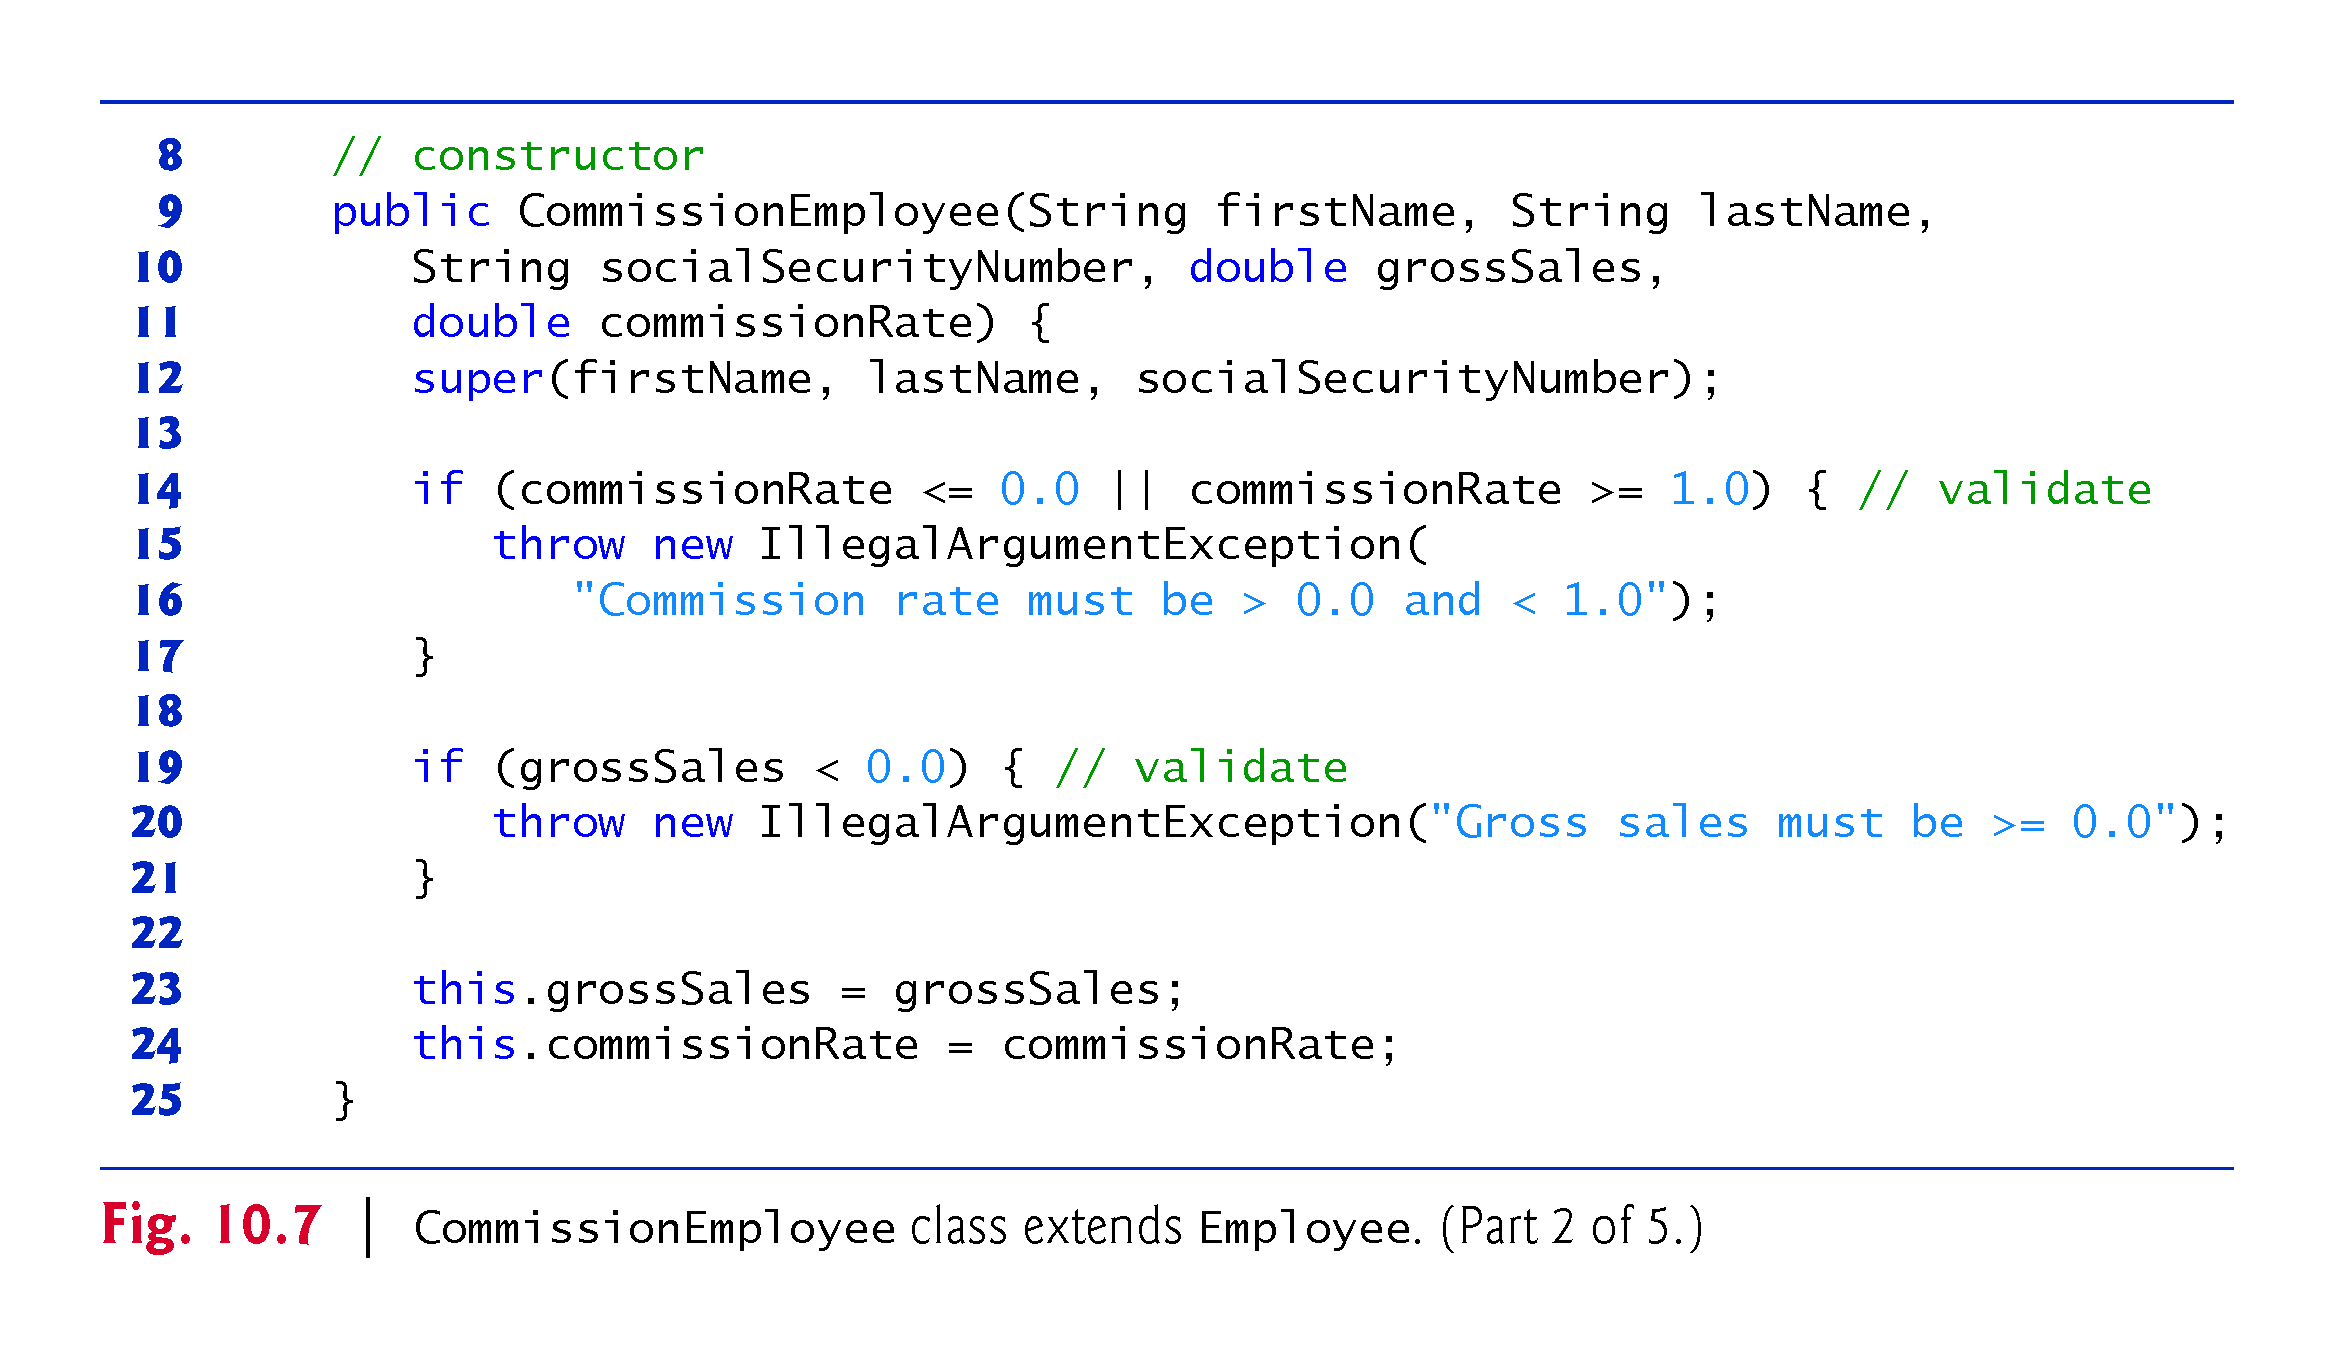 8 // constructor
9 public CommissionEmployee(String firstName, String lastName,
10 String socialSecurityNumber, double grossSales,
11 double commissionRate) {
12 super(firstName, lastName, socialSecurityNumber);
13
14 if (commissionRate <= 0.0 || commissionRate >= 1.0) { // validate
15 throw new IllegalArgumentException(
16 "Commission rate must be > 0.0 and < 1.0");
17 }
18
19 if (grossSales < 0.0) { // validate
20 throw new IllegalArgumentException("Gross sales must be >= 0.0");
21 }
22
23 this.grossSales = grossSales;
24 this.commissionRate = commissionRate;
25 }
Fig. 10.7 | CommissionEmployee class extends Employee. (Part 2 of 5.)